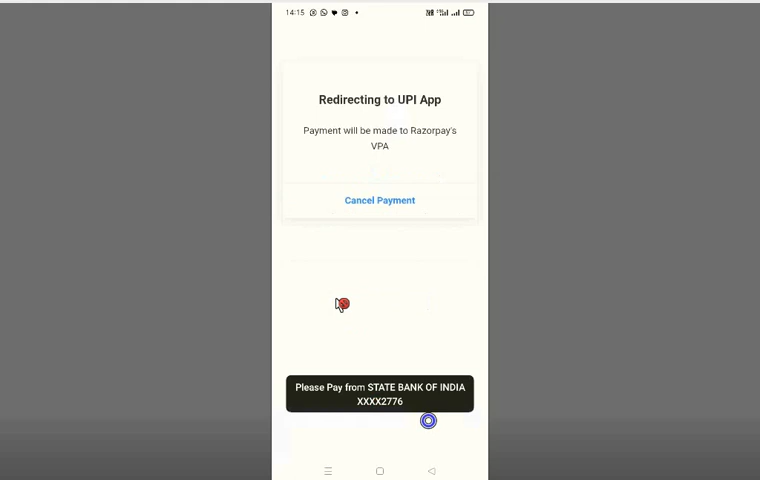 14:15
Redirecting to UPI App
Payment will be made to Razorpay's
VPA
Cancel Payment
Please Pay from STATE BANK OF INDIA
XXXX2776